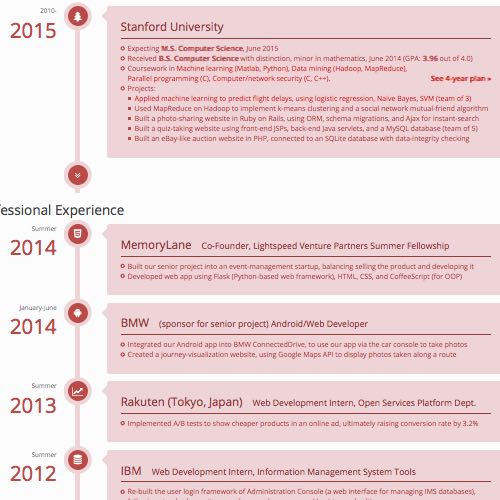 2010-
2015
Stanford University
Expecting M.S. Computer Science, June 2015
Received B.S. Computer Science with distinction, minor in mathematics, June 2014 (GPA: 3.96 out of 4.0)
Coursework in Machine learning (Matlab, Python), Data mining (Hadoop, MapReduce),
Parallel programming (C), Computer/network security (C, C++).
See 4-year plan »
Projects:
Applied machine learning to predict flight delays, using logistic regression, Naive Bayes, SVM (team of 3)
Used MapReduce on Hadoop to implement k-means clustering and a social network mutual-friend algorithm
Built a photo-sharing website in Ruby on Rails, using ORM, schema migrations, and Ajax for instant-search
Built a quiz-taking website using front-end JSPs, back-end Java servlets, and a MySQL database (team of 5)
Built an eBay-like auction website in PHP, connected to an SQLite database with data-integrity checking
fessional Experience
Summer
2014
MemoryLane Co-Founder, Lightspeed Venture Partners Summer Fellowship
Built our senior project into an event-management startup, balancing selling the product and developing it
Developed web app using Flask (Python-based web framework), HTML, CSS, and CoffeeScript (for OOP)
January-June
2014
BMW (sponsor for senior project) Android/Web Developer
Integrated our Android app into BMW ConnectedDrive, to use our app via the car console to take photos
Created a journey-visualization website, using Google Maps API to display photos taken along a route
Summer
2013
Rakuten (Tokyo, Japan) Web Development Intern, Open Services Platform Dept.
Implemented A/B tests to show cheaper products in an online ad, ultimately raising conversion rate by 3.2%
Summer
2012
IBM Web Development Intern, Information Management System Tools
Re-built the user login framework of Administration Console (a web interface for managing IMS databases),